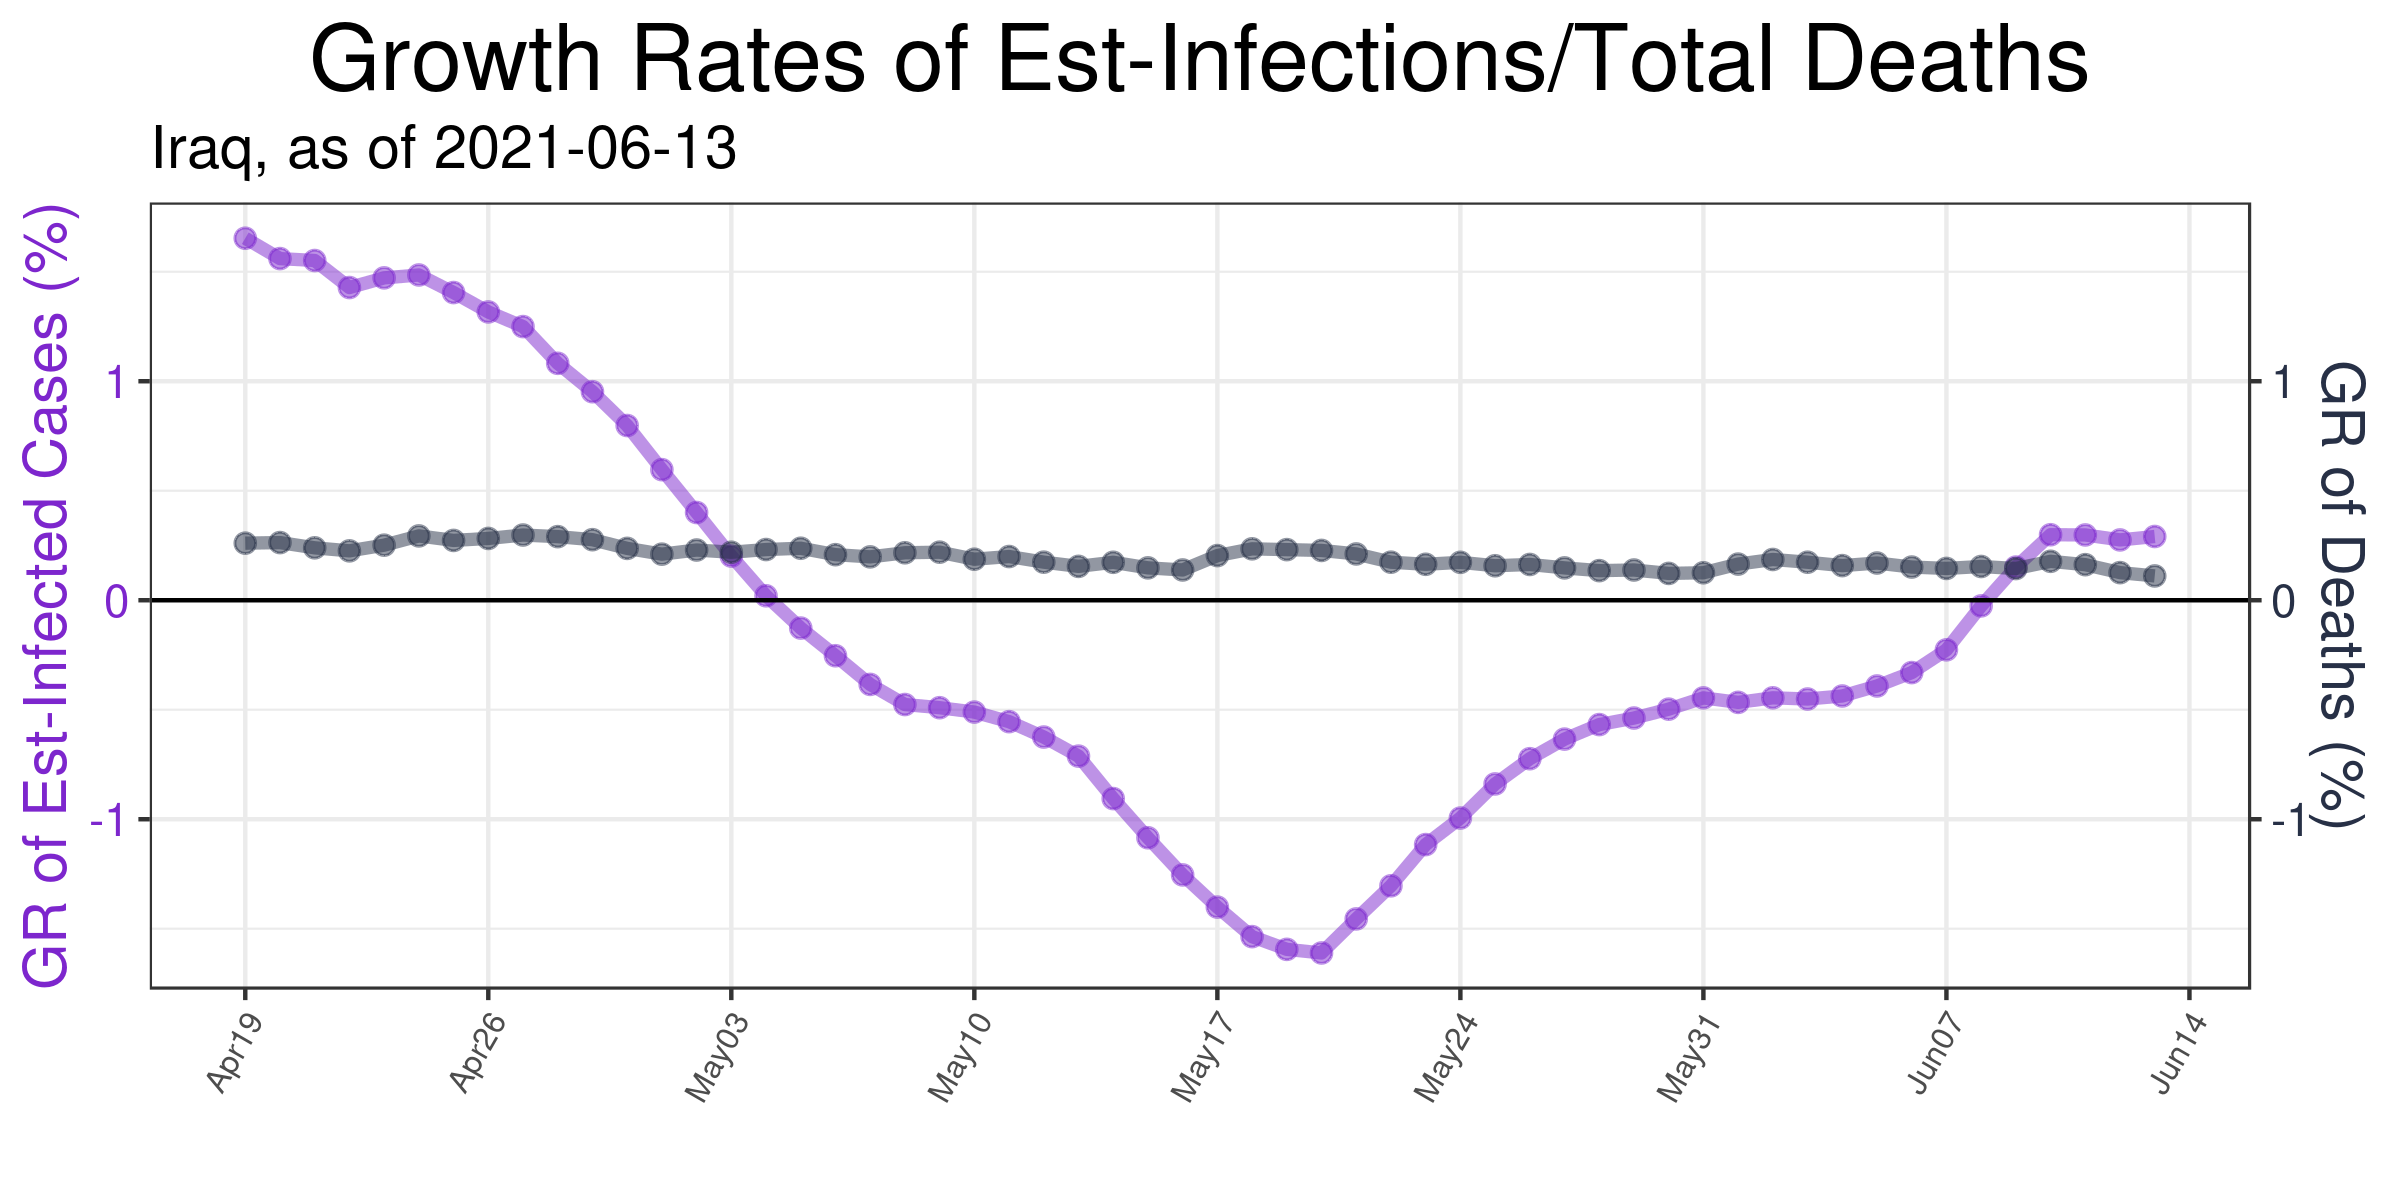 Growth Rates of Est-Infections/Total Deaths
Iraq, as of 2021-06-13
GR of Est-Infected Cases (%)
1
0
-1
1
0
-1
GR of Deaths (%)
Apr19
Apr26
May03
May10
May17
May24
May31
Jun07
Jun14